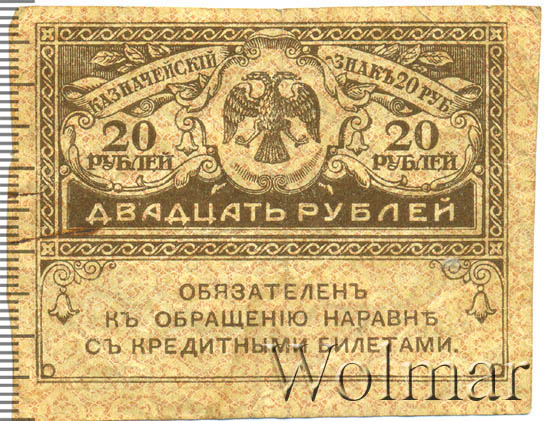 КАЗНАЧЕЙСКІЙ
ЗНАКЪ 20 РУБ
20
РУБЛЕЙ
20
РУБЛЕЙ
ДВАДЦАТЬ РУБЛЕЙ
ОБЯЗАТЕЛЕНЪ
КЪ ОБРАЩЕНІЮ НАРАВНѢ
СЪ КРЕДИТНЫМИ БИЛЕТАМИ.
Wolmar